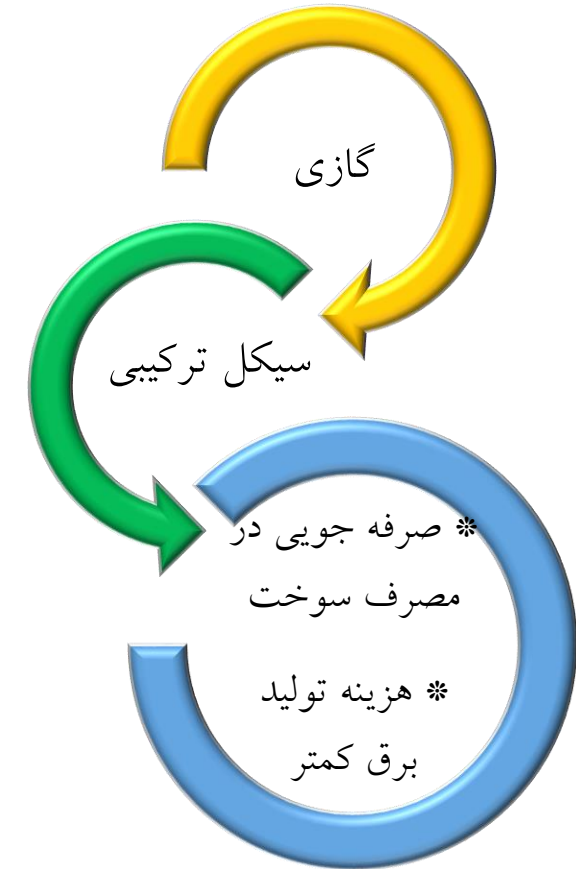 گازی
سیکل ترکیبی
❊ صرفه جویی در
مصرف سوخت
❊ هزینه تولید
برق کمتر